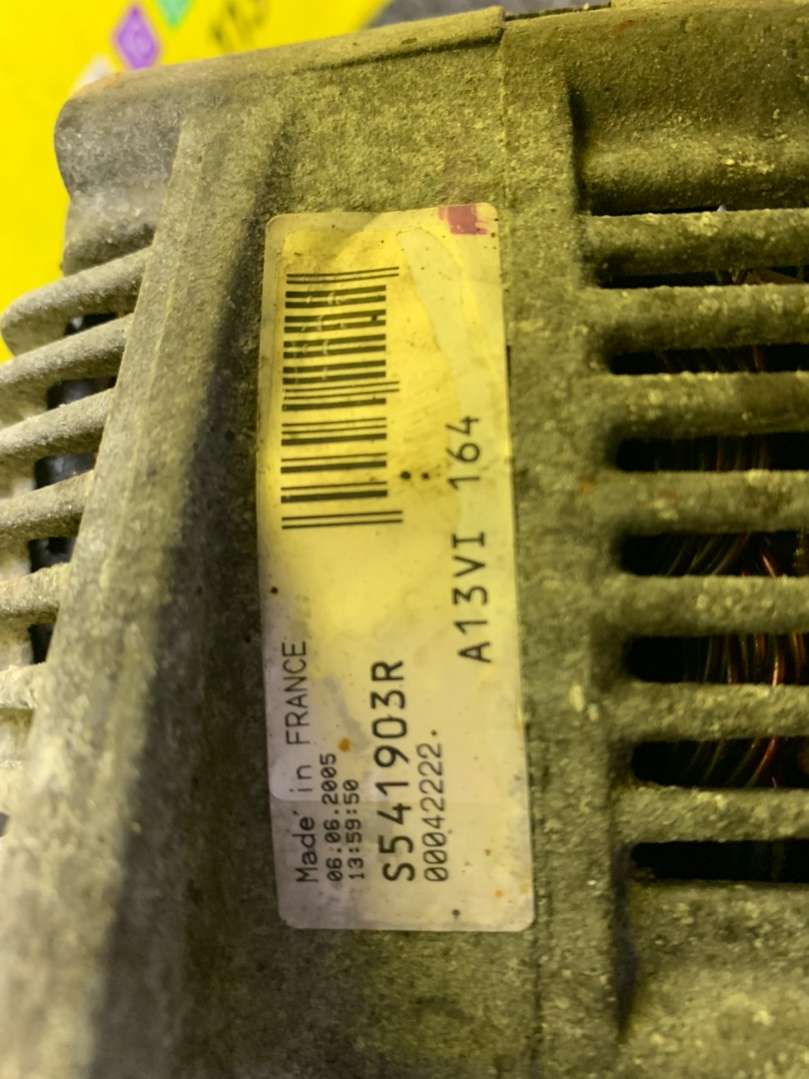 Made in FRANCE
06.06.2005
13:59:50
S541903R
00042222.
A13VI 164